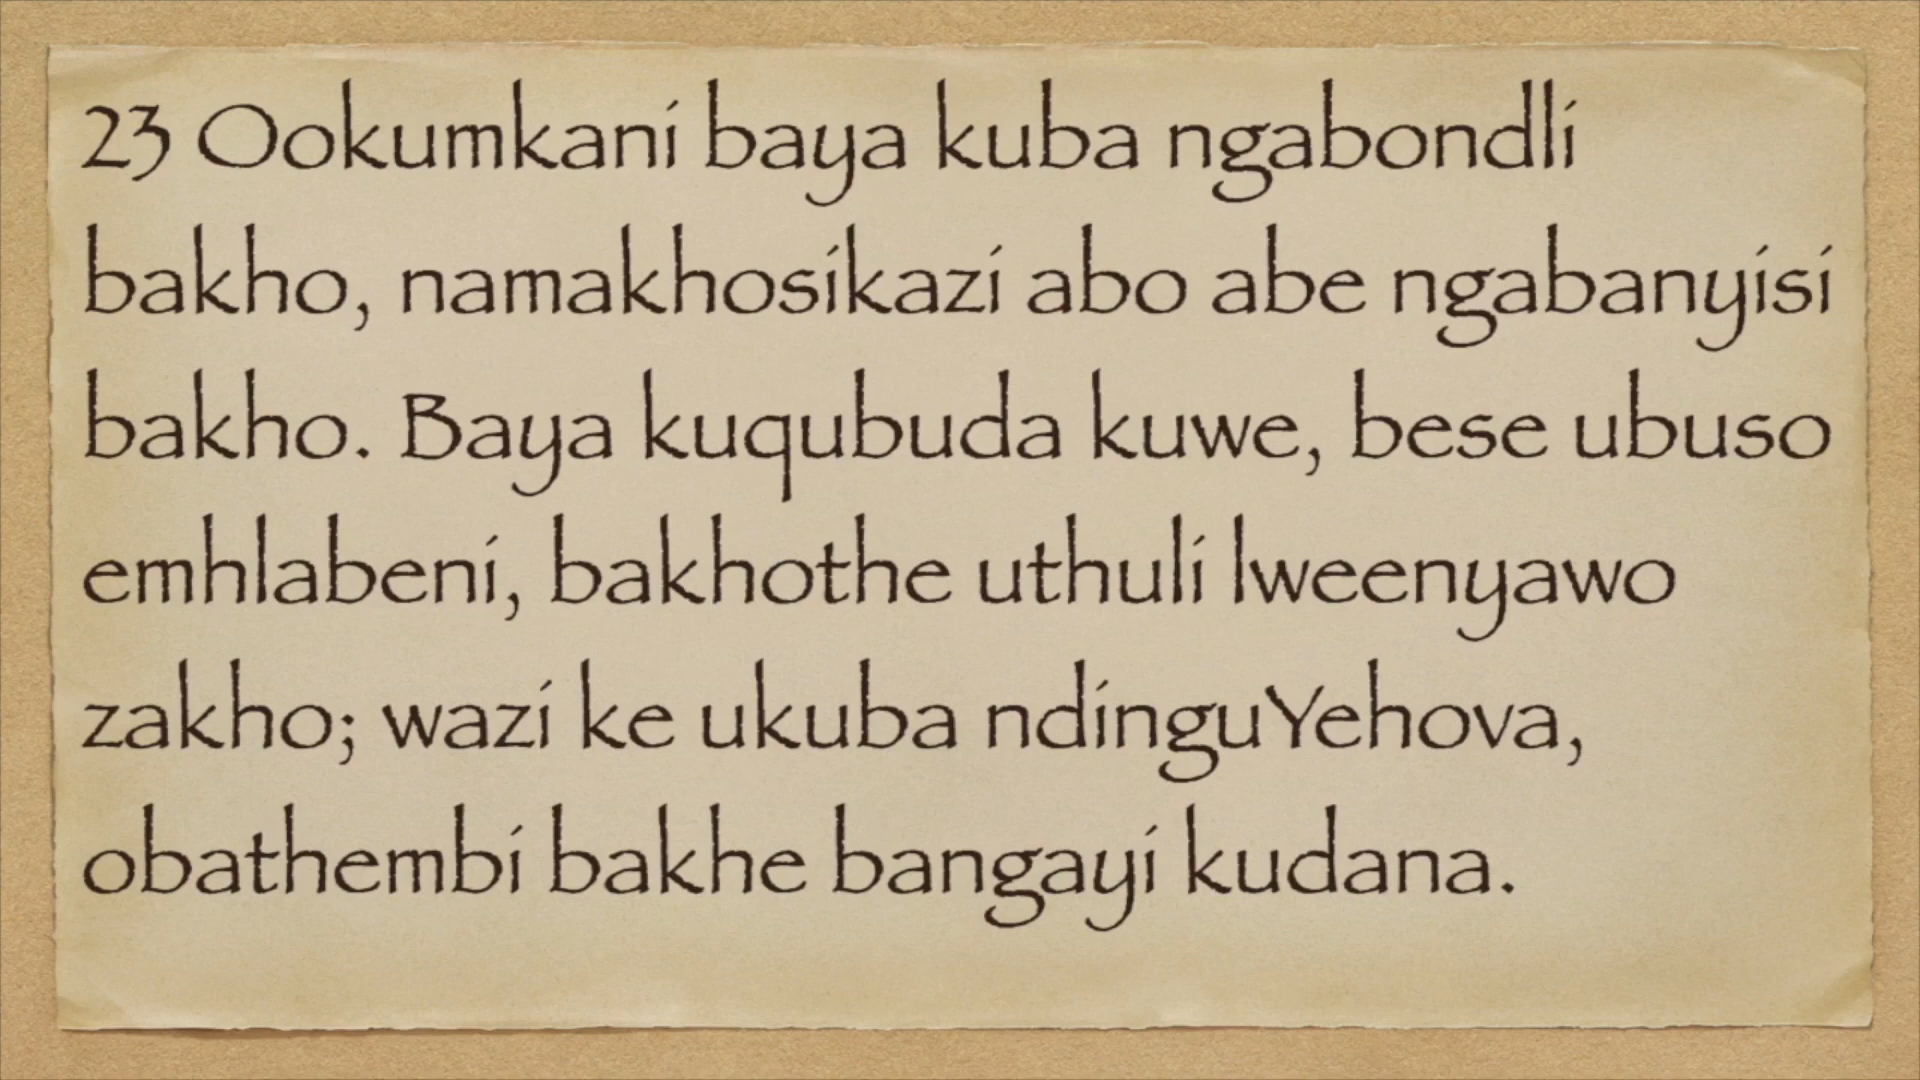 23 Ookumkani baya kuba ngabondli
bakho, namakhosikazi abo abe ngabanyisi
bakho. Baya kuqubuda kuwe, bese ubuso
emhlabeni, bakhothe uthuli lweenyawo
zakho; wazi ke ukuba ndinguYehova,
obathembi bakhe bangayi kudana.